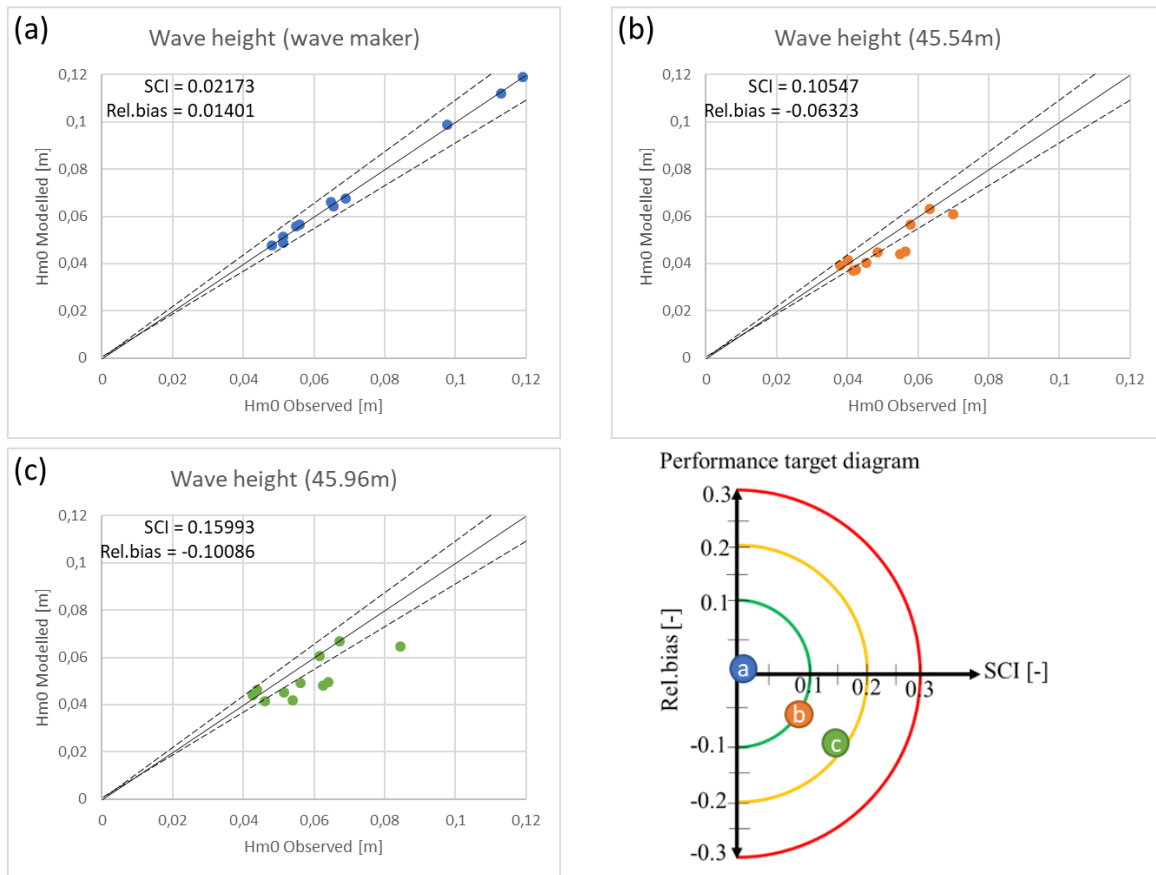 (a)
Wave height (wave maker)
SCI = 0.02173
Rel.bias = 0.01401
0,12
0,1
0,08
0,06
0,04
0,02
0
Hm0 Modelled [m]
0 0,02 0,04 0,06 0,08 0,1 0,12
Hm0 Observed [m]
(b)
Wave height (45.54m)
SCI = 0.10547
Rel.bias = -0.06323
0,12
0,1
0,08
0,06
0,04
0,02
0
Hm0 Modelled [m]
0 0,02 0,04 0,06 0,08 0,1 0,12
Hm0 Observed [m]
(c)
Wave height (45.96m)
SCI = 0.15993
Rel.bias = -0.10086
0,12
0,1
0,08
0,06
0,04
0,02
0
Hm0 Modelled [m]
0 0,02 0,04 0,06 0,08 0,1 0,12
Hm0 Observed [m]
Performance target diagram
0.3
0.2
0.1
-0.1
-0.2
-0.3
Rel.bias [-]
0.1 0.2 0.3
SCI [-]
a
b
c